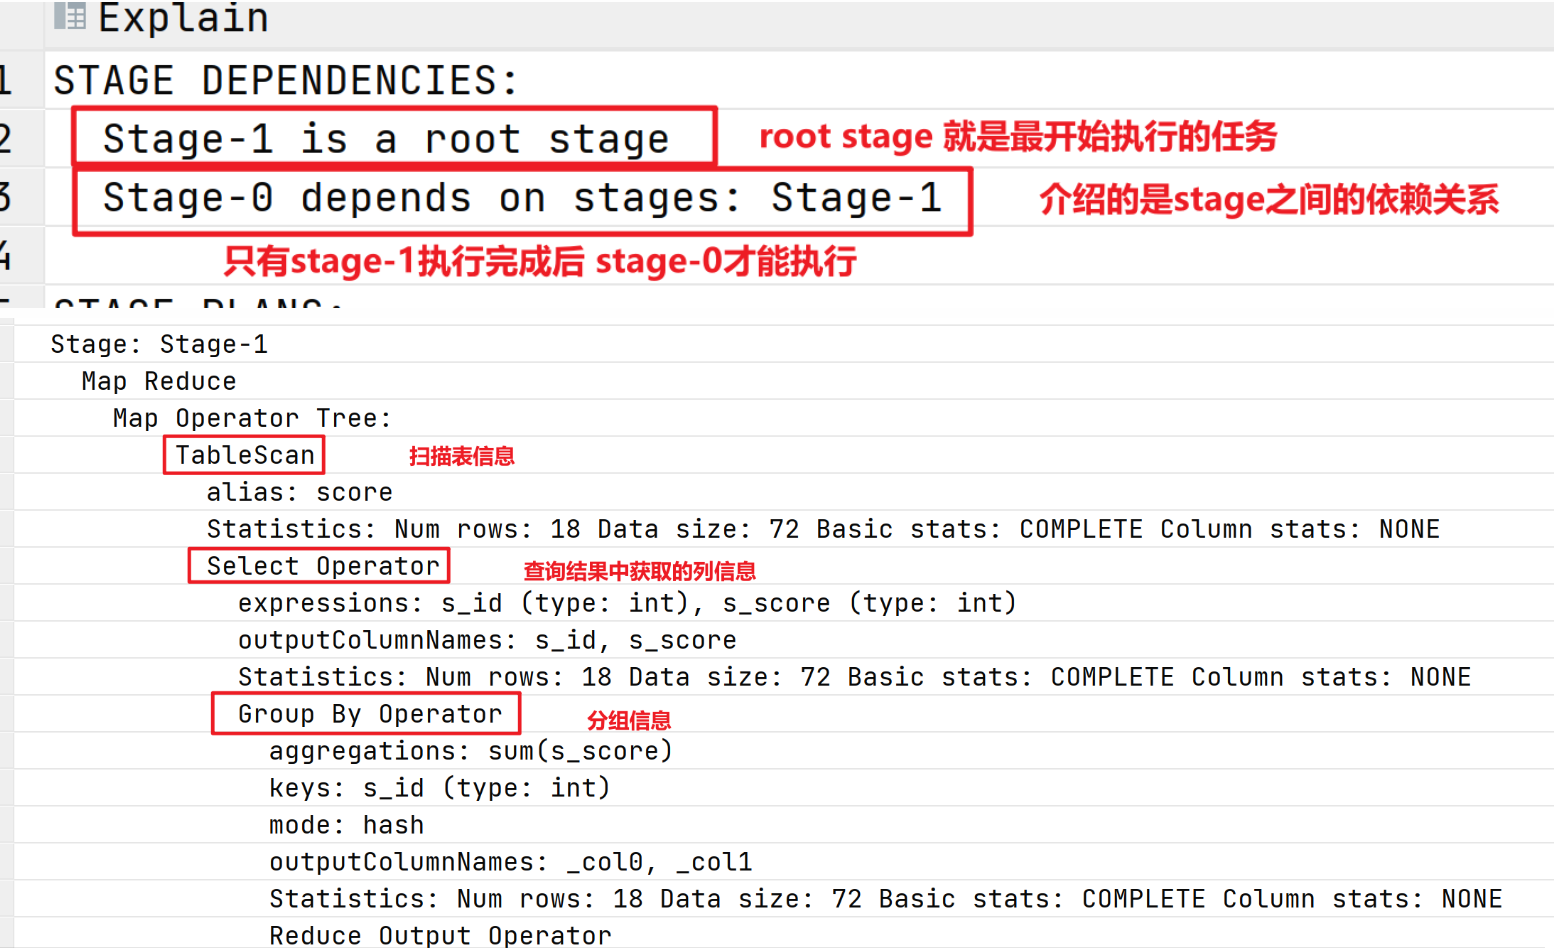 Explain
1 STAGE DEPENDENCIES:
2 Stage-1 is a root stage root stage 就是最开始执行的任务
3 Stage-0 depends on stages: Stage-1 介绍的是stage之间的依赖关系
4 只有stage-1执行完成后 stage-0才能执行
5 STAGE PLANS:
Stage: Stage-1
Map Reduce
Map Operator Tree:
TableScan 扫描表信息
alias: score
Statistics: Num rows: 18 Data size: 72 Basic stats: COMPLETE Column stats: NONE
Select Operator 查询结果中获取的列信息
expressions: s_id (type: int), s_score (type: int)
outputColumnNames: s_id, s_score
Statistics: Num rows: 18 Data size: 72 Basic stats: COMPLETE Column stats: NONE
Group By Operator 分组信息
aggregations: sum(s_score)
keys: s_id (type: int)
mode: hash
outputColumnNames: _col0, _col1
Statistics: Num rows: 18 Data size: 72 Basic stats: COMPLETE Column stats: NONE
Reduce Output Operator